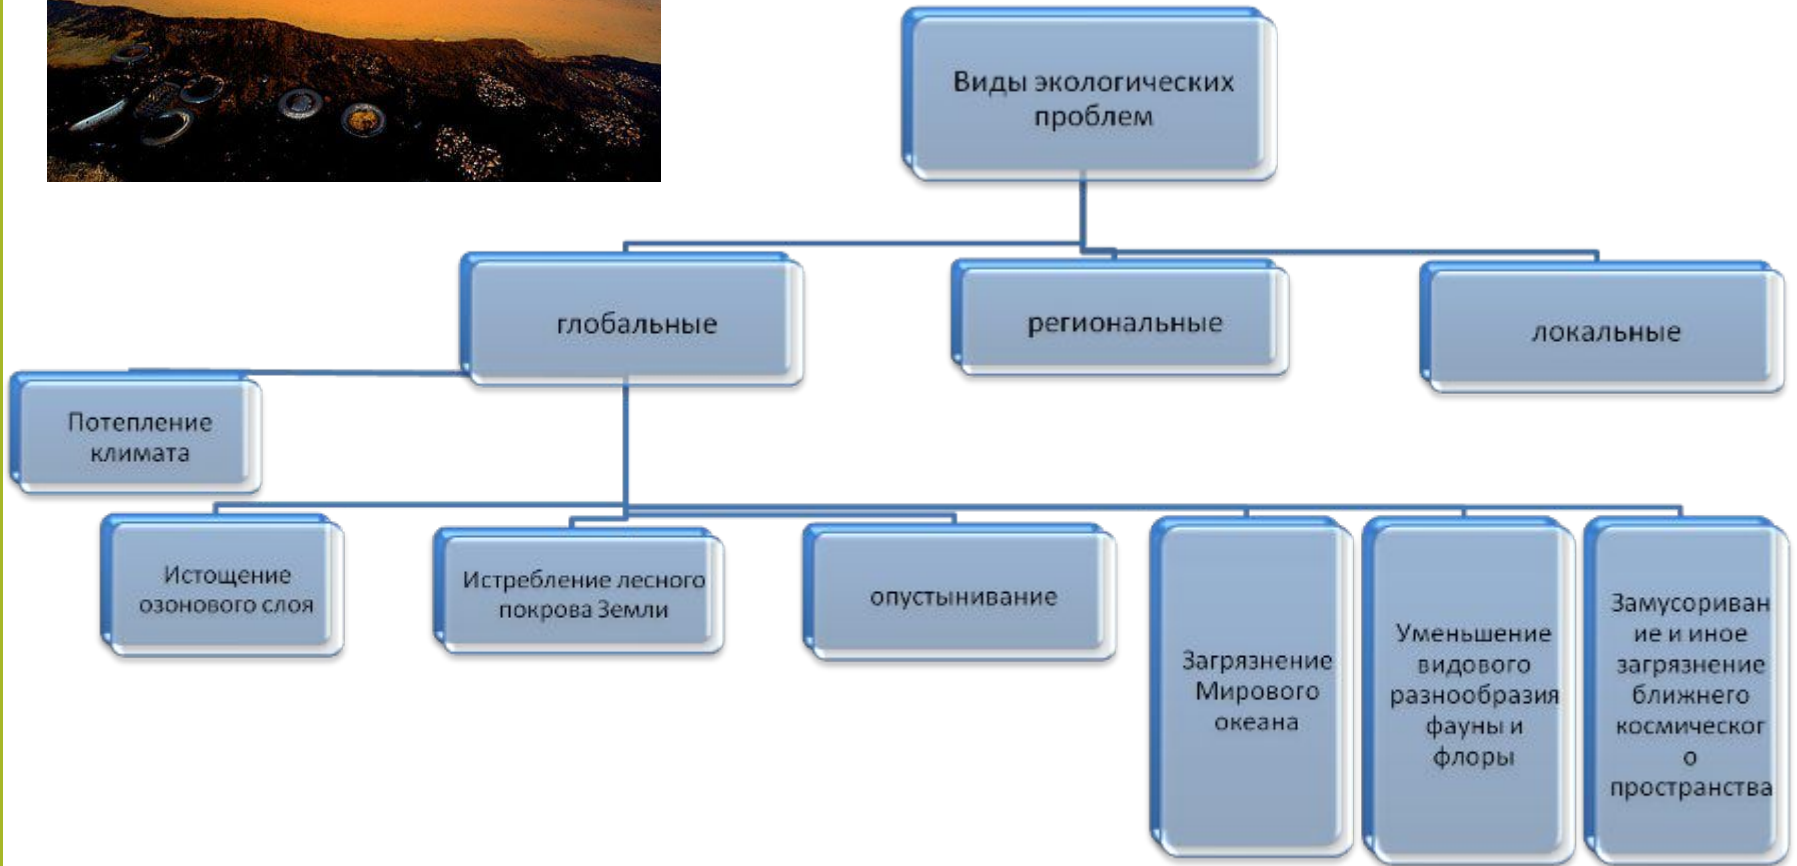 Виды экологических
проблем
глобальные
региональные
локальные
Потепление
климата
Истощение
озонового слоя
Истребление лесного
покрова Земли
опустынивание
Загрязнение
Мирового
океана
Уменьшение
видового
разнообразия
фауны и
флоры
Замусориван
ие и иное
загрязнение
ближнего
космическог
о
пространства